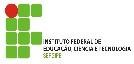 INSTITUTO FEDERAL DE
EDUCAÇÃO, CIÊNCIA E TECNOLOGIA
SERGIPE